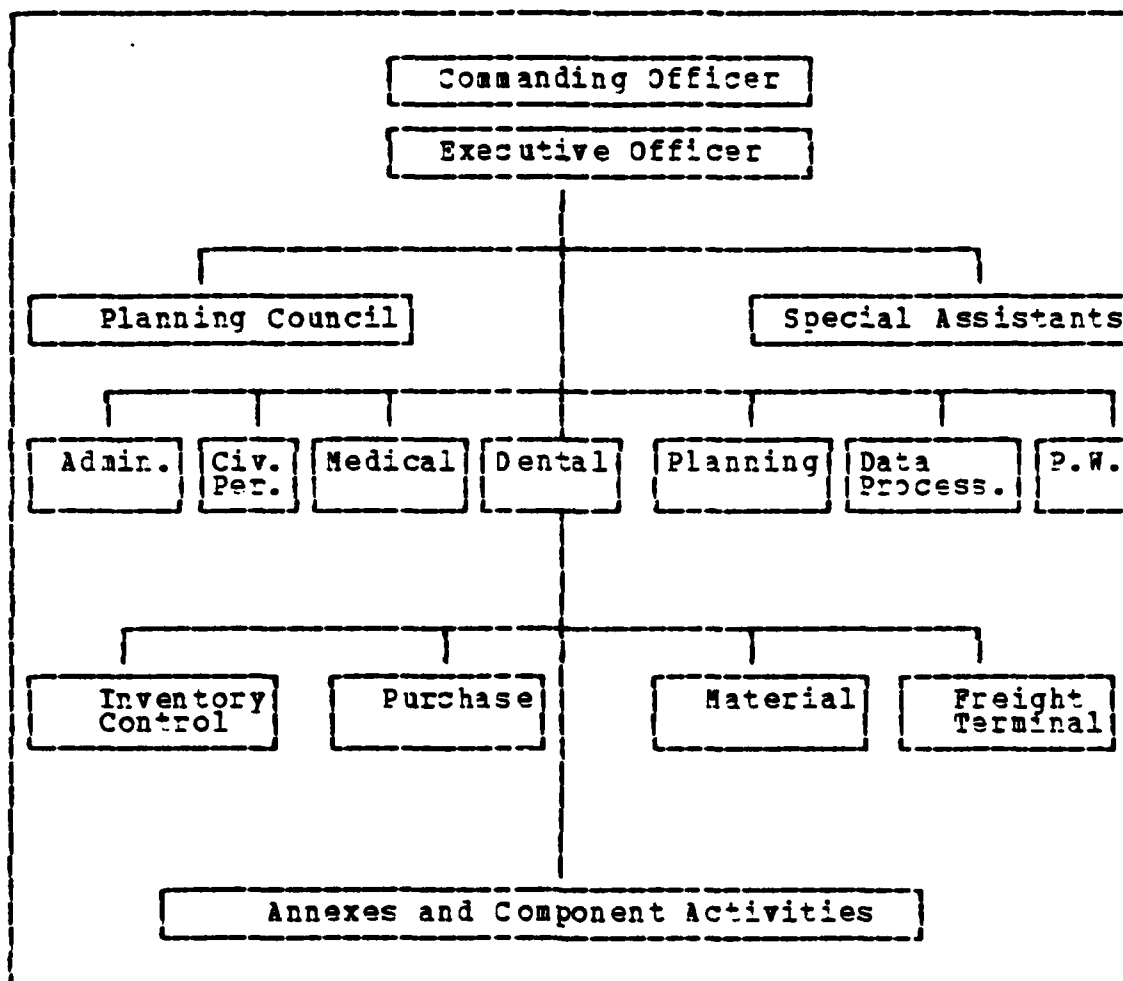 Commanding Officer
Executive Officer
Planning Council
Special Assistants
Admin.
Civ.
Per.
Medical
Dental
Planning
Data
Process.
P.W.
Inventory
Control
Purchase
Material
Freight
Terminal
Annexes and Component Activities